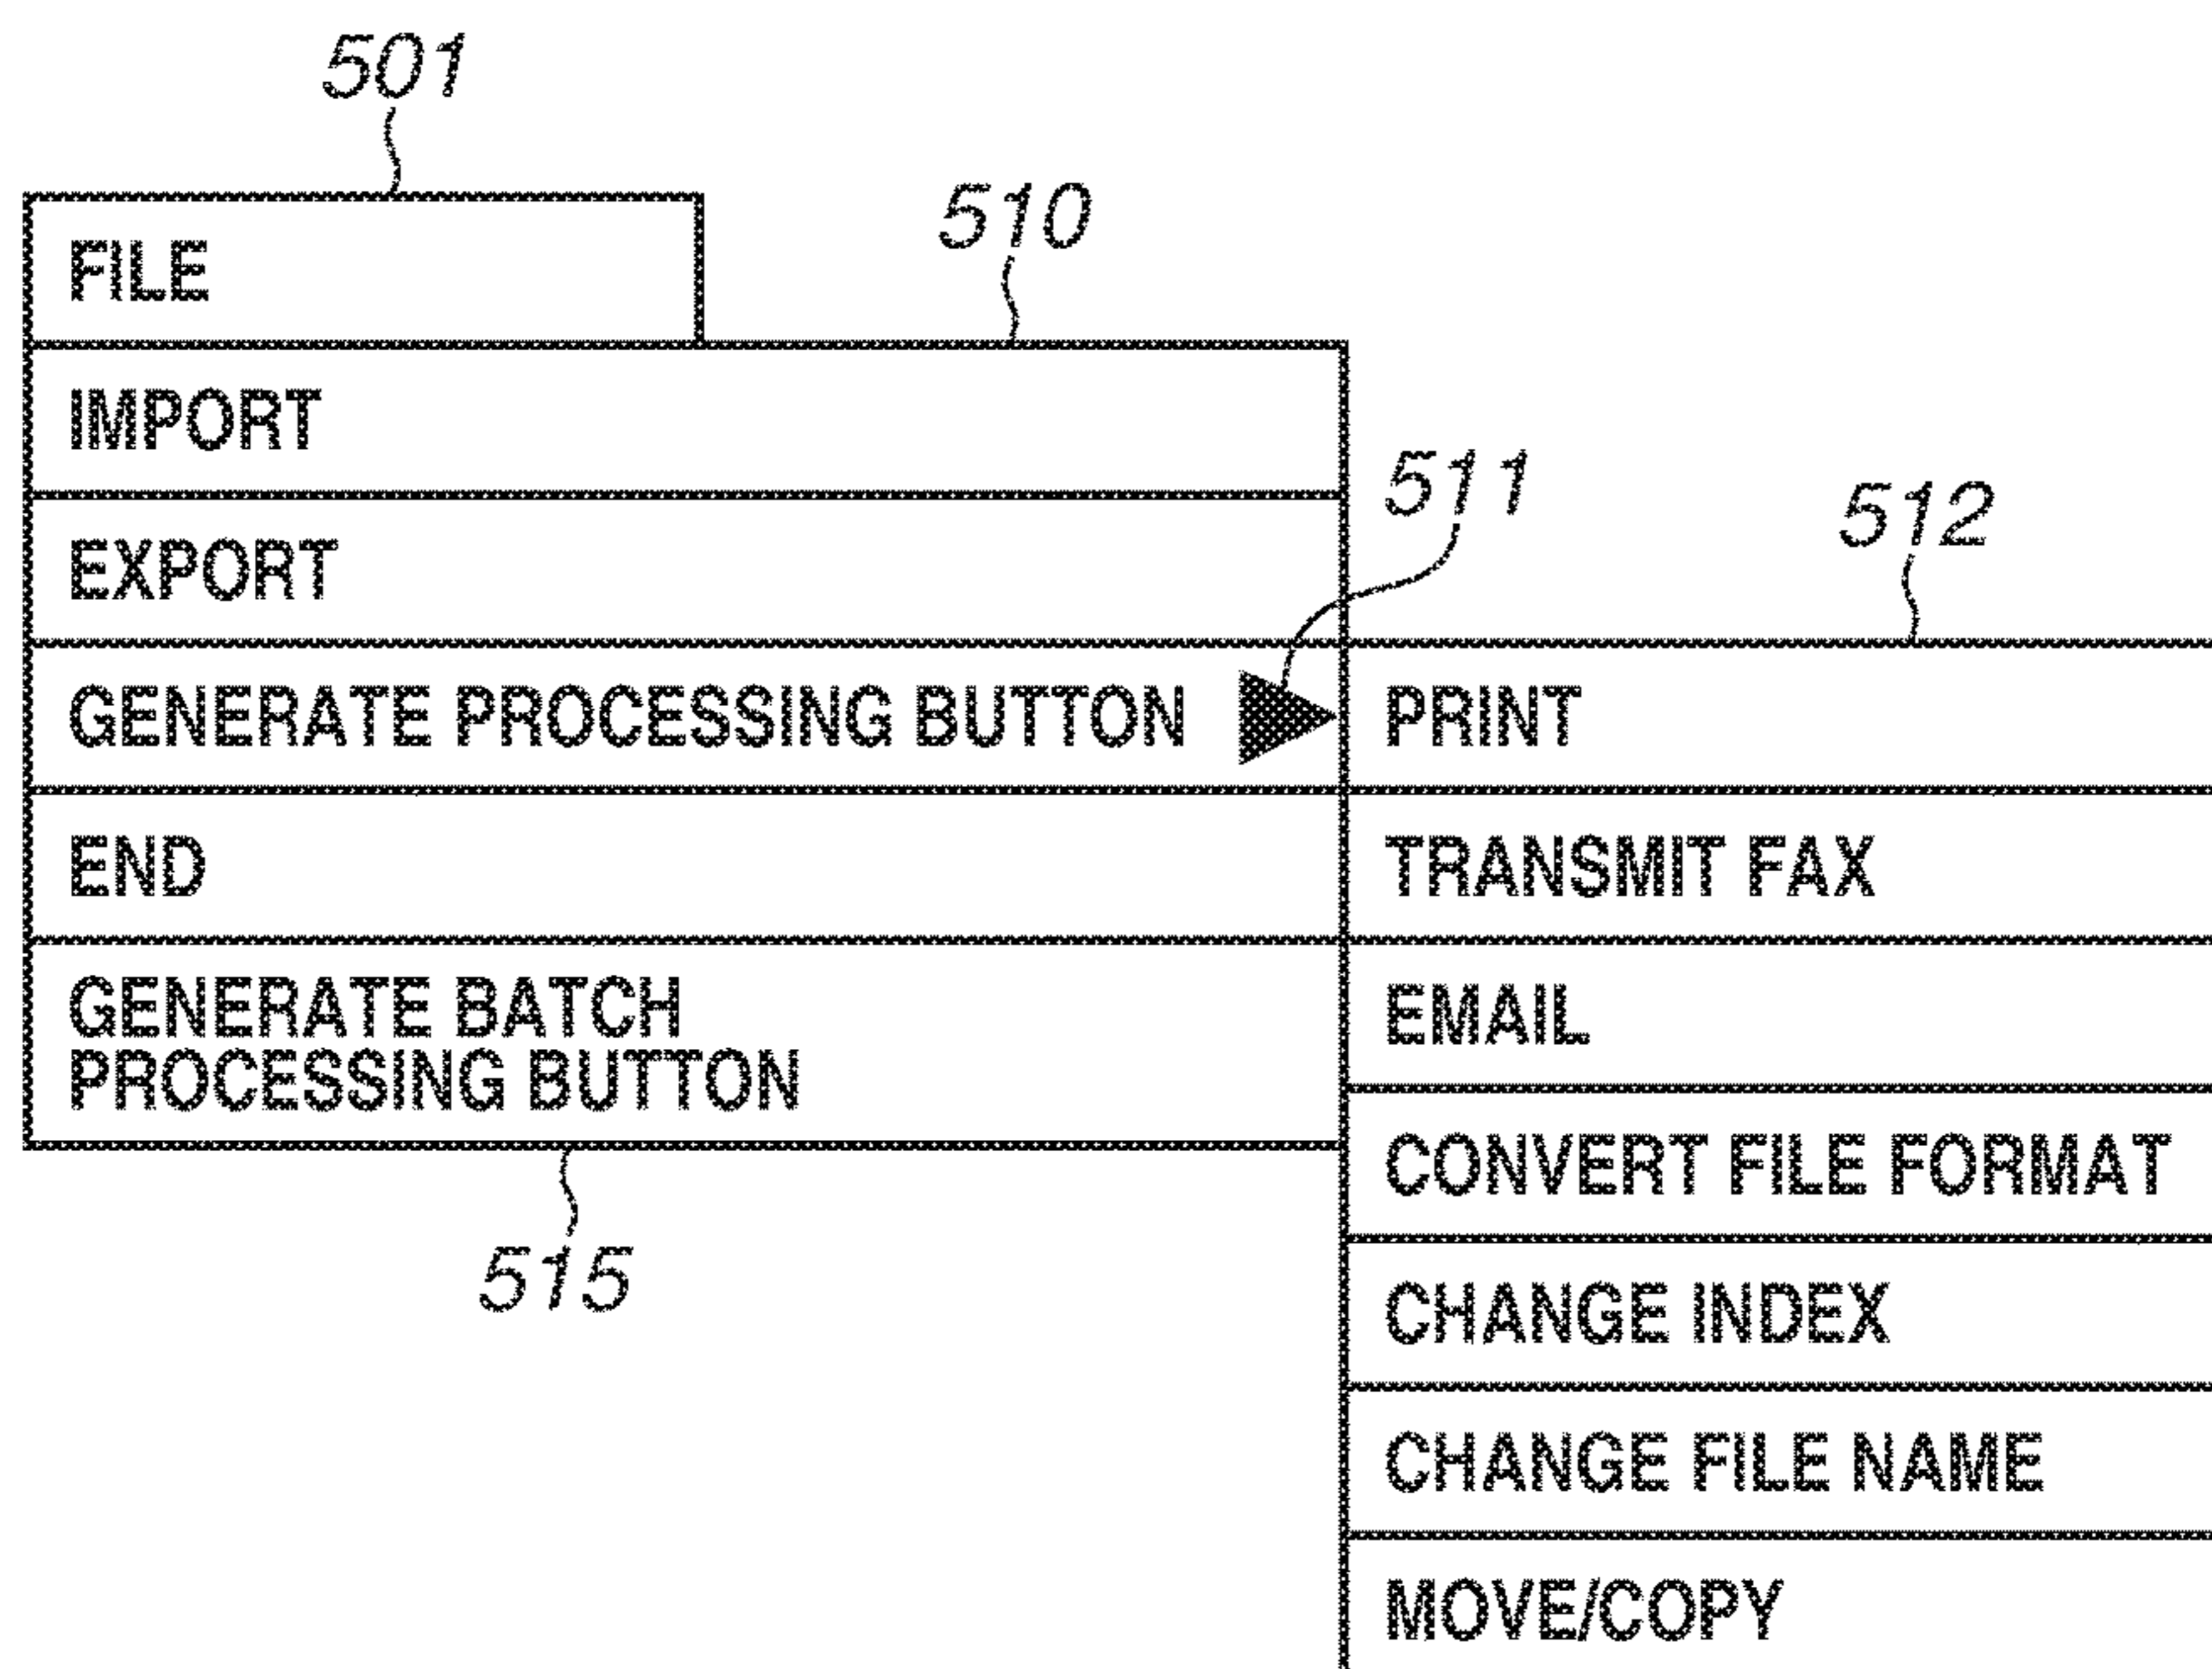 501
510
FILE
IMPORT
511
512
EXPORT
GENERATE PROCESSING BUTTON
PRINT
END
TRANSMIT FAX
GENERATE BATCH
PROCESSING BUTTON
EMAIL
CONVERT FILE FORMAT
515
CHANGE INDEX
CHANGE FILE NAME
MOVE/COPY